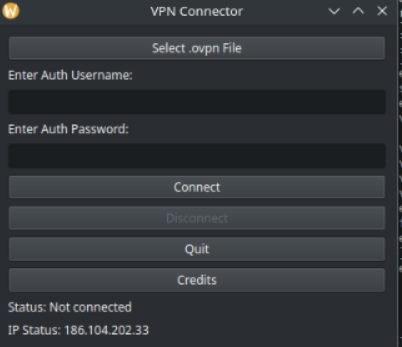 VPN Connector
Select .ovpn File
Enter Auth Username:
Enter Auth Password:
Connect
Disconnect
Quit
Credits
Status: Not connected
IP Status: 186.104.202.33